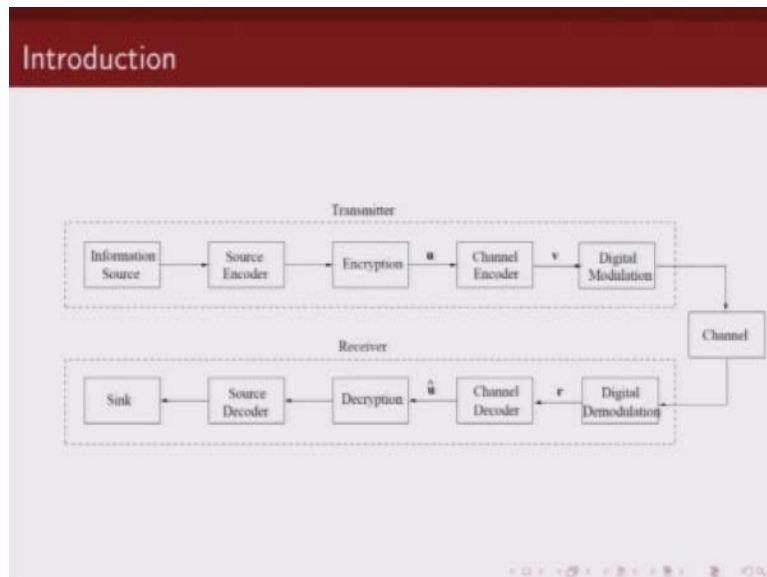 Introduction
Transmitter
Information
Source
Source
Encoder
Encryption
u
Channel
Encoder
v
Digital
Modulation
Channel
Receiver
Sink
Source
Decoder
Decryption
û
Channel
Decoder
r
Digital
Demodulation